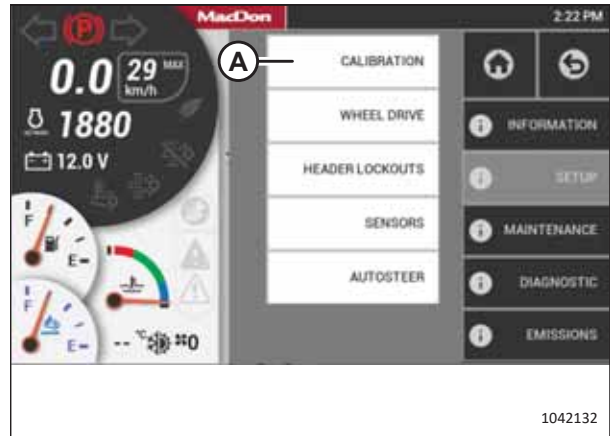 MacDon
2:22 PM
(P)
0.0
29 MAX
km/h
1880
12.0 V
F
E
F
E
-- °C
0
A
CALIBRATION
WHEEL DRIVE
HEADER LOCKOUTS
SENSORS
AUTOSTEER
INFORMATION
SETUP
MAINTENANCE
DIAGNOSTIC
EMISSIONS
1042132